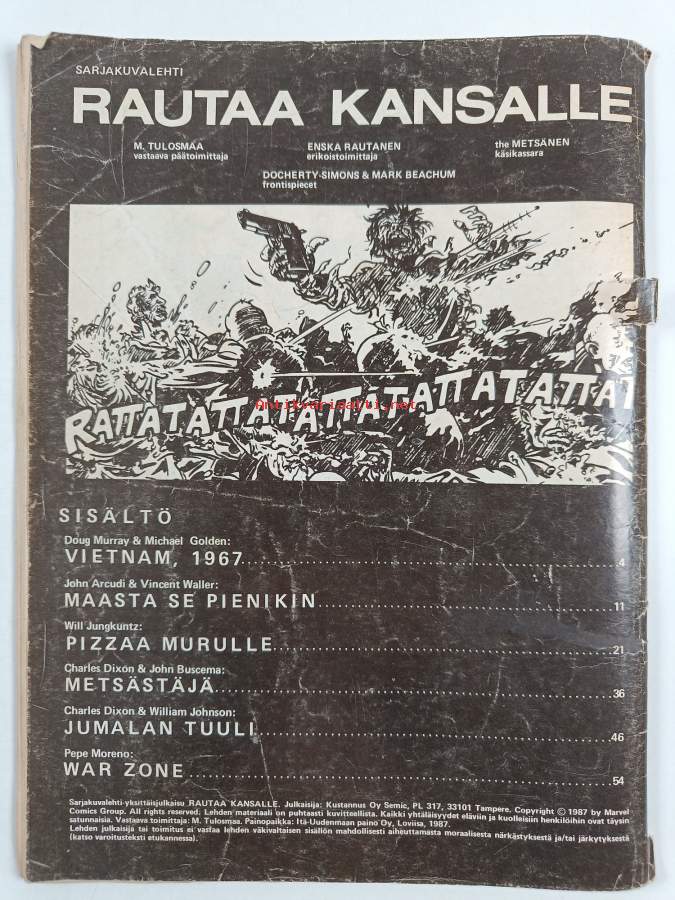 SARJAKUVALEHTI
RAUTAA KANSALLE
M. TULOSMAA
vastaava päätoimittaja
ENSKA RAUTANEN
erikoistoimittaja
the METSÄNEN
käsikassara
DOCHERTY-SIMONS & MARK BEACHUM
frontispiecet
RATTATATTATATTATATTATATTAT
Antikvariaatti.net
SISÄLTÖ
Doug Murray & Michael Golden:
VIETNAM, 1967 4
John Arcudi & Vincent Waller:
MAASTA SE PIENIKIN 11
Will Jungkuntz:
PIZZAA MURULLE 21
Charles Dixon & John Buscema:
METSÄSTÄJÄ 36
Charles Dixon & William Johnson:
JUMALAN TUULI 46
Pepe Moreno:
WAR ZONE 54
Sarjakuvalehti-yksittäisjulkaisu RAUTAA KANSALLE. Julkaisija: Kustannus Oy Semic, PL 317, 33101 Tampere. Copyright © 1987 by Marvel
Comics Group. All rights reserved. Lehden materiaali on puhtaasti kuvitteellista. Kaikki yhtäläisyydet eläviin ja kuolleisiin henkilöihin ovat täysin
satunnaisia. Vastaava toimittaja: M. Tulosmaa. Painopaikka: Itä-Uudenmaan paino Oy, Loviisa, 1987.
Lehden julkaisija tai toimitus ei vastaa lehden väkivaltaisen sisällön mahdollisesti aiheuttamasta moraalisesta närkästyksestä ja/tai järkytyksestä
(katso varoitusteksti etukannessa).